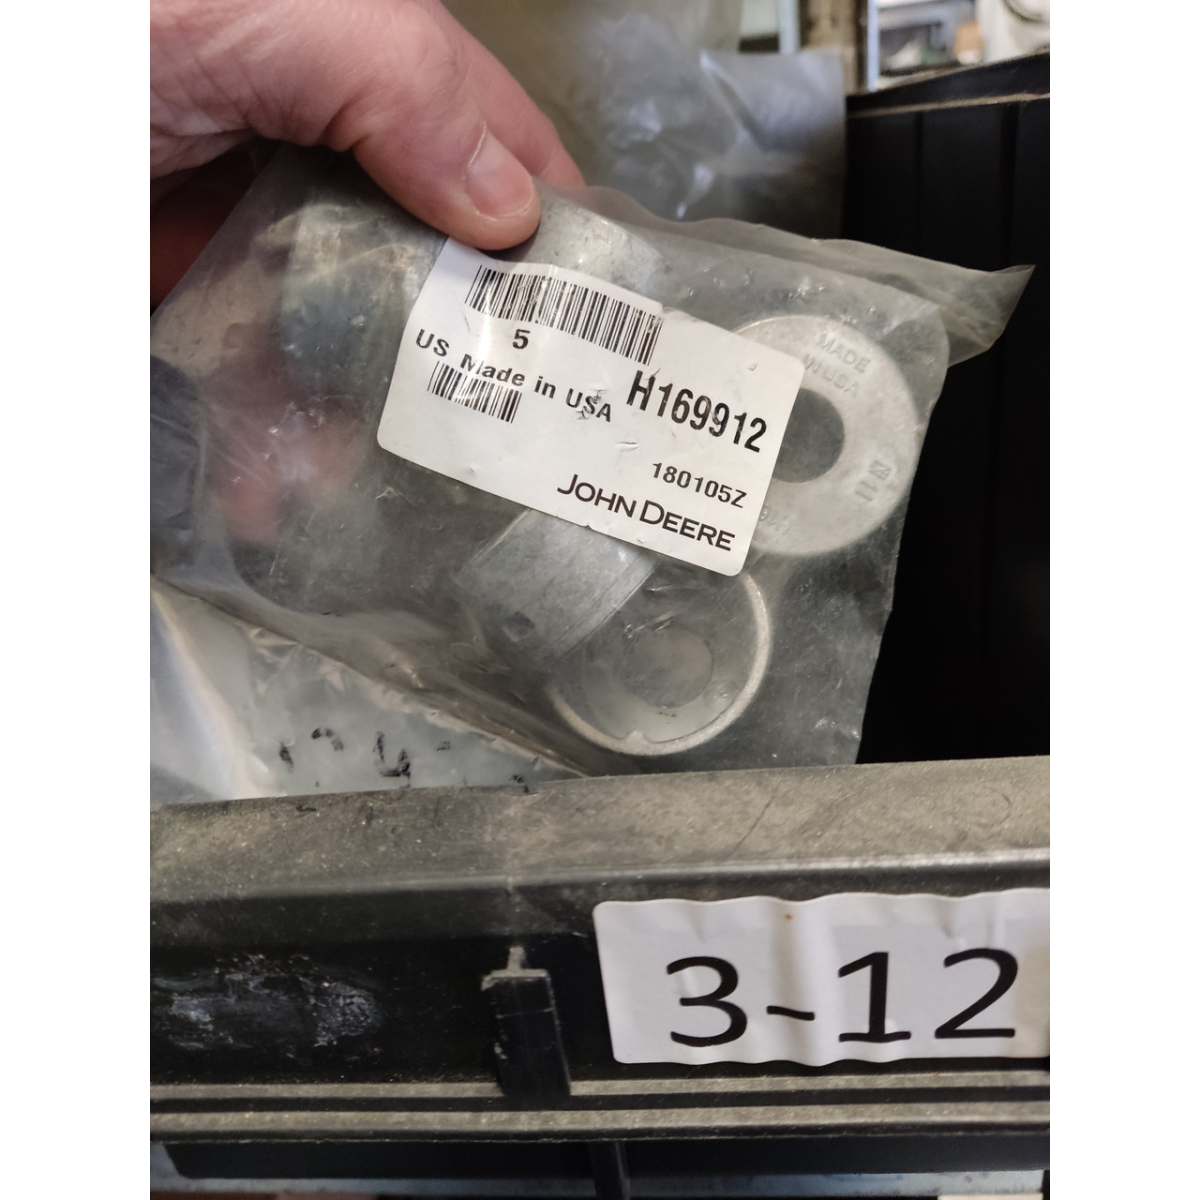 5
US Made in USA
H169912
180105Z
JOHN DEERE
MADE
IN USA
3-12